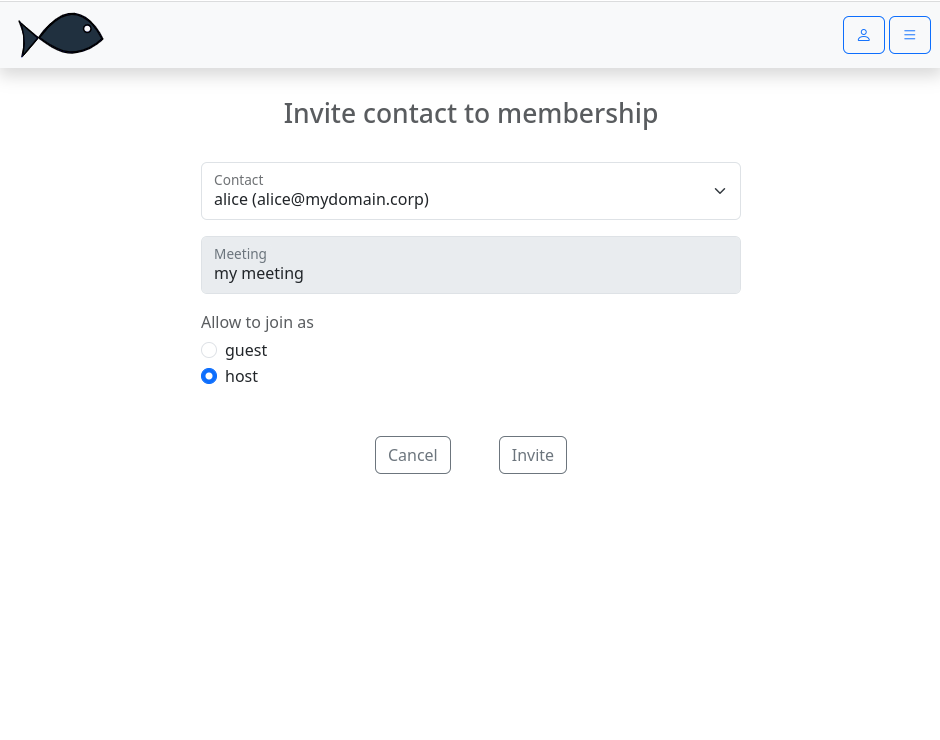 Invite contact to membership
Contact
alice (alice@mydomain.corp)
Meeting
my meeting
Allow to join as
guest
host
Cancel
Invite